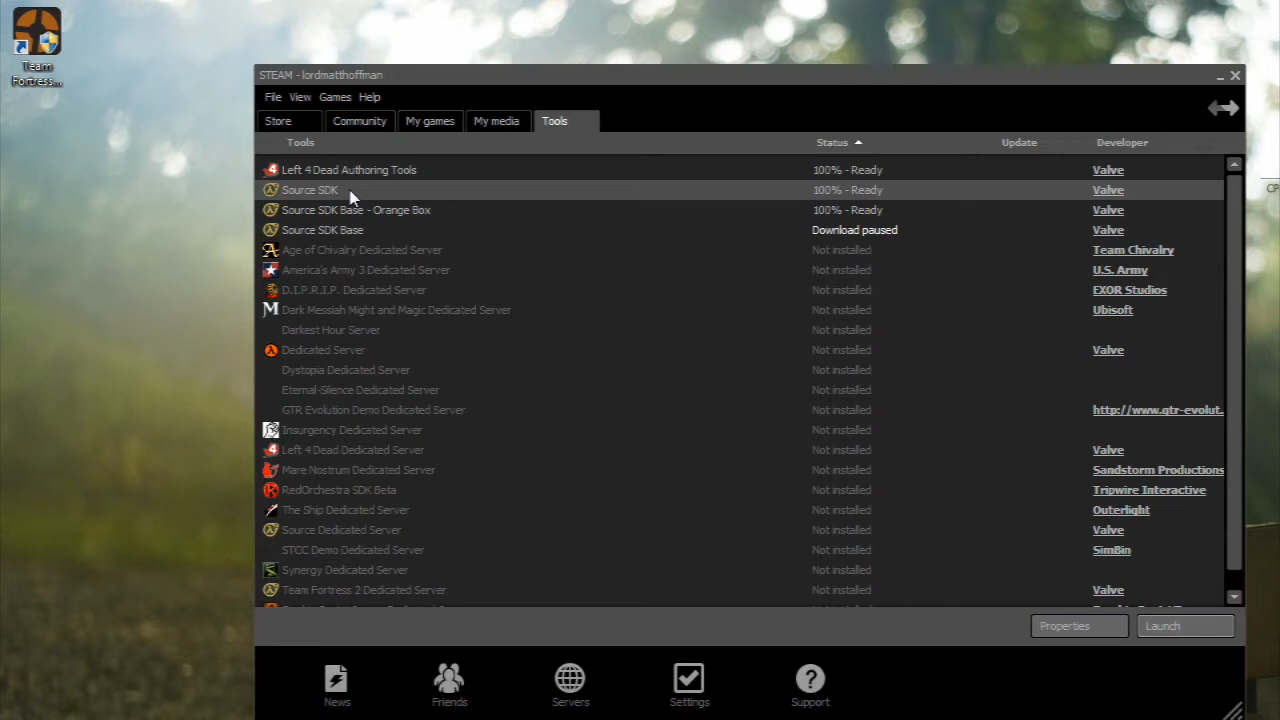 Team
Fortress...
STEAM - lordmatthoffman
File View Games Help
Store Community My games My media Tools
Tools Status Update Developer
Left 4 Dead Authoring Tools 100% - Ready Valve
Source SDK 100% - Ready Valve
Source SDK Base - Orange Box 100% - Ready Valve
Source SDK Base Download paused Valve
Age of Chivalry Dedicated Server Not installed Team Chivalry
America's Army 3 Dedicated Server Not installed U.S. Army
D.I.P.R.I.P. Dedicated Server Not installed EXOR Studios
Dark Messiah Might and Magic Dedicated Server Not installed Ubisoft
Darkest Hour Server Not installed
Dedicated Server Not installed Valve
Dystopia Dedicated Server Not installed
Eternal-Silence Dedicated Server Not installed
GTR Evolution Demo Dedicated Server Not installed http://www.gtr-evolut..
Insurgency Dedicated Server Not installed
Left 4 Dead Dedicated Server Not installed Valve
Mare Nostrum Dedicated Server Not installed Sandstorm Productions
RedOrchestra SDK Beta Not installed Tripwire Interactive
The Ship Dedicated Server Not installed Outerlight
Source Dedicated Server Not installed Valve
STCC Demo Dedicated Server Not installed SimBin
Synergy Dedicated Server Not installed
Team Fortress 2 Dedicated Server Not installed Valve
Properties Launch
News Friends Servers Settings Support